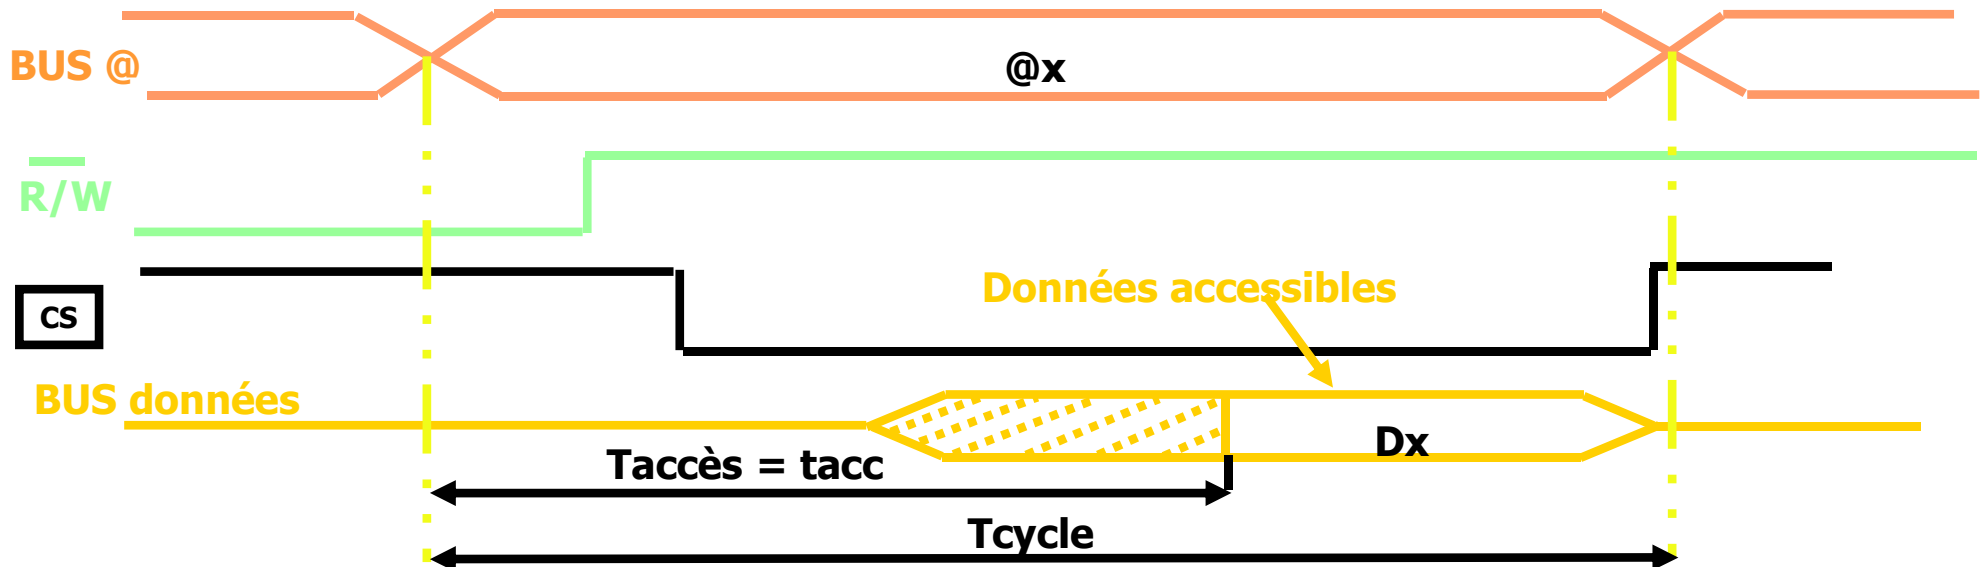 BUS @
@x
R/W
CS
Données accessibles
BUS données
Dx
Taccès = tacc
Tcycle